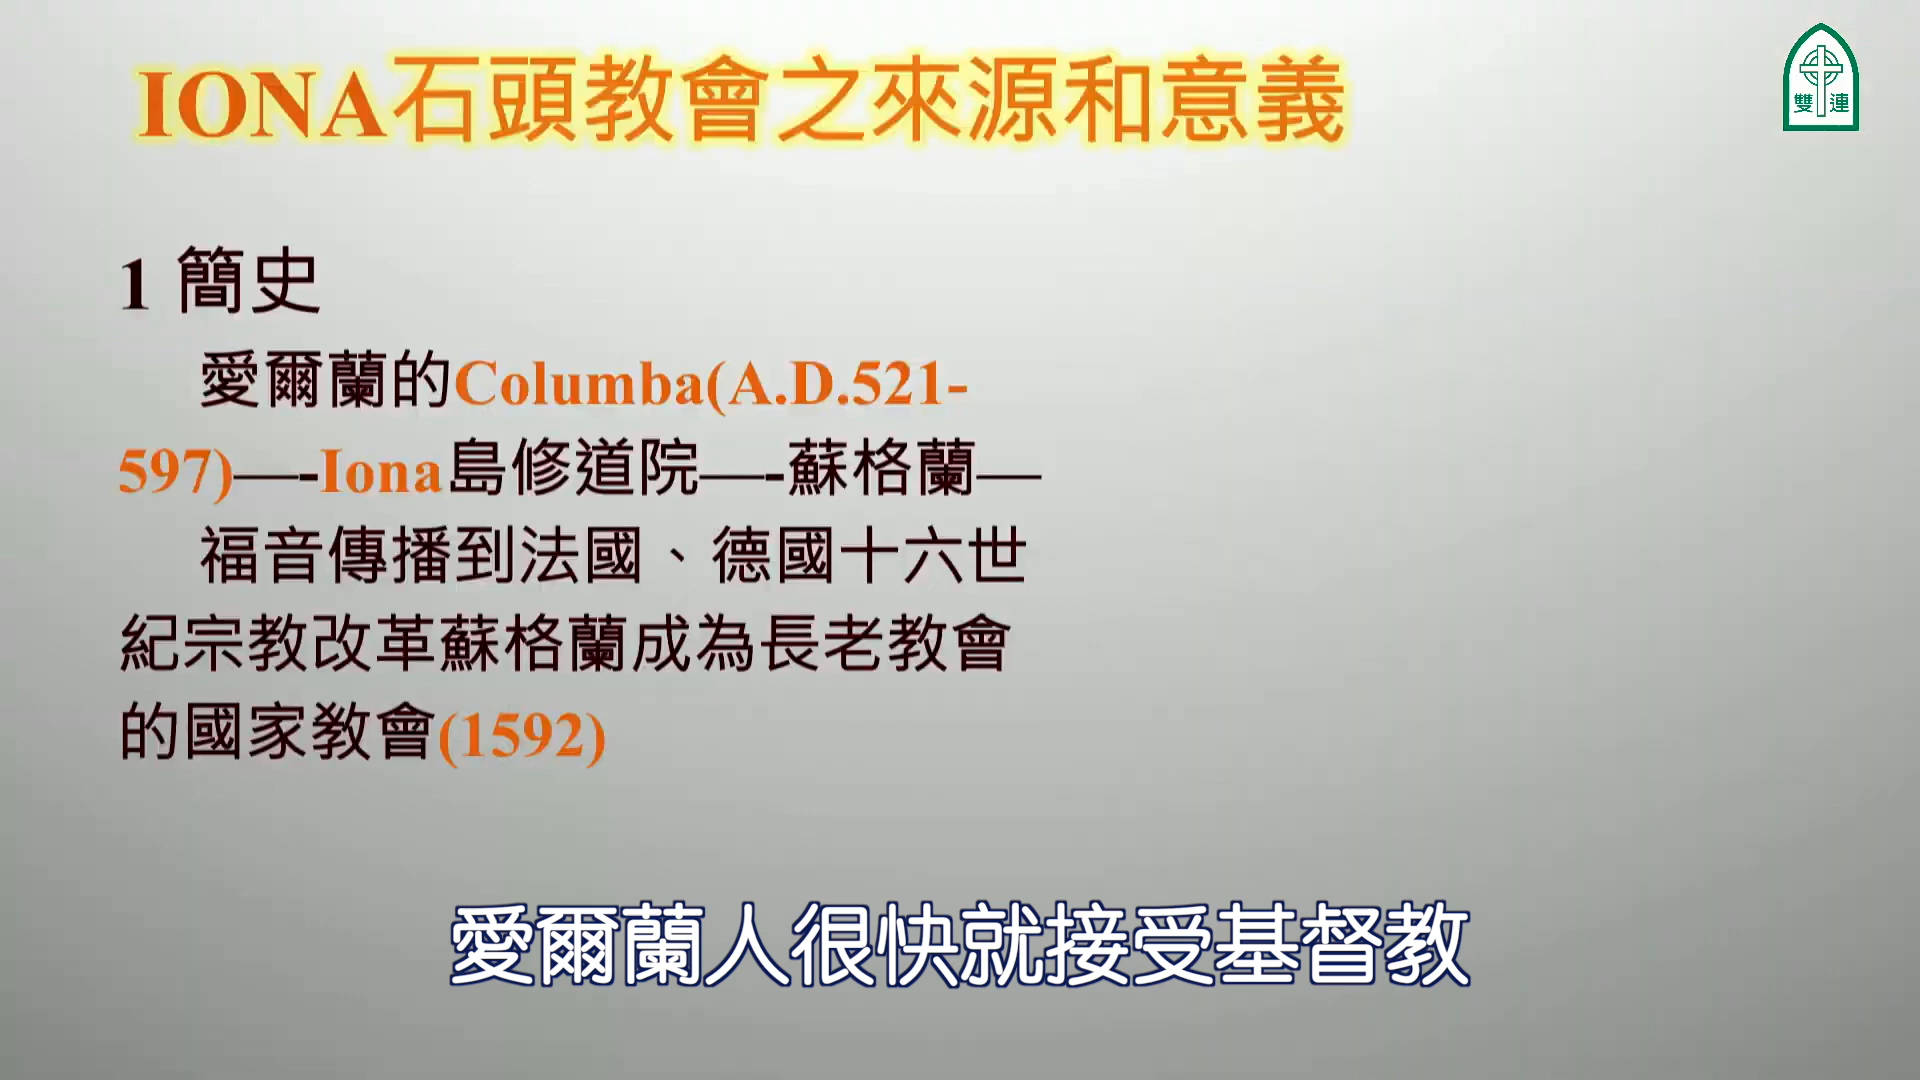 IONA石頭教會之來源和意義
雙連
1 簡史
愛爾蘭的Columba(A.D.521-
597)—-Iona島修道院—-蘇格蘭—
福音傳播到法國、德國十六世
紀宗教改革蘇格蘭成為長老教會
的國家教會(1592)
愛爾蘭人很快就接受基督教